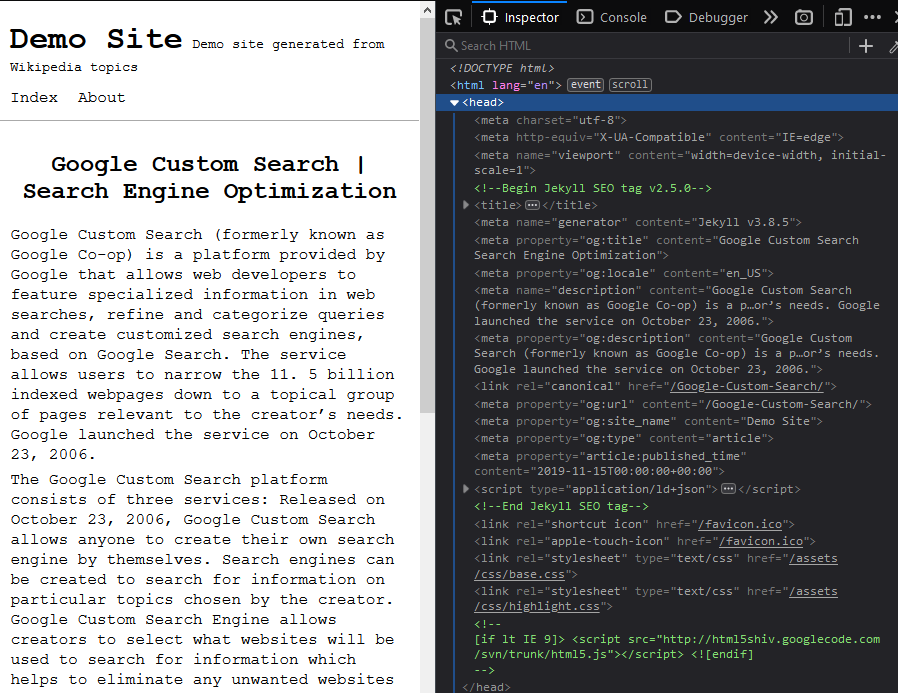 Demo Site Demo site generated from
Wikipedia topics
Index About
Google Custom Search |
Search Engine Optimization
Google Custom Search (formerly known as
Google Co-op) is a platform provided by
Google that allows web developers to
feature specialized information in web
searches, refine and categorize queries
and create customized search engines,
based on Google Search. The service
allows users to narrow the 11. 5 billion
indexed webpages down to a topical group
of pages relevant to the creator’s needs.
Google launched the service on October
23, 2006.
The Google Custom Search platform
consists of three services: Released on
October 23, 2006, Google Custom Search
allows anyone to create their own search
engine by themselves. Search engines can
be created to search for information on
particular topics chosen by the creator.
Google Custom Search Engine allows
creators to select what websites will be
used to search for information which
helps to eliminate any unwanted websites
Inspector Console Debugger
Search HTML
<!DOCTYPE html>
<html lang="en"> event scroll
<head>
<meta charset="utf-8">
<meta http-equiv="X-UA-Compatible" content="IE=edge">
<meta name="viewport" content="width=device-width, initial-
scale=1">
<!--Begin Jekyll SEO tag v2.5.0-->
<title> </title>
<meta name="generator" content="Jekyll v3.8.5">
<meta property="og:title" content="Google Custom Search
Search Engine Optimization">
<meta property="og:locale" content="en_US">
<meta name="description" content="Google Custom Search
(formerly known as Google Co-op) is a p…or’s needs. Google
launched the service on October 23, 2006.">
<meta property="og:description" content="Google Custom
Search (formerly known as Google Co-op) is a p…or’s needs.
Google launched the service on October 23, 2006.">
<link rel="canonical" href="/Google-Custom-Search/">
<meta property="og:url" content="/Google-Custom-Search/">
<meta property="og:site_name" content="Demo Site">
<meta property="og:type" content="article">
<meta property="article:published_time"
content="2019-11-15T00:00:00+00:00">
<script type="application/ld+json"> </script>
<!--End Jekyll SEO tag-->
<link rel="shortcut icon" href="/favicon.ico">
<link rel="apple-touch-icon" href="/favicon.ico">
<link rel="stylesheet" type="text/css" href="/assets
/css/base.css">
<link rel="stylesheet" type="text/css" href="/assets
/css/highlight.css">
<!--
[if lt IE 9]> <script src="http://html5shiv.googlecode.com
/svn/trunk/html5.js"></script> <![endif]
-->
</head>